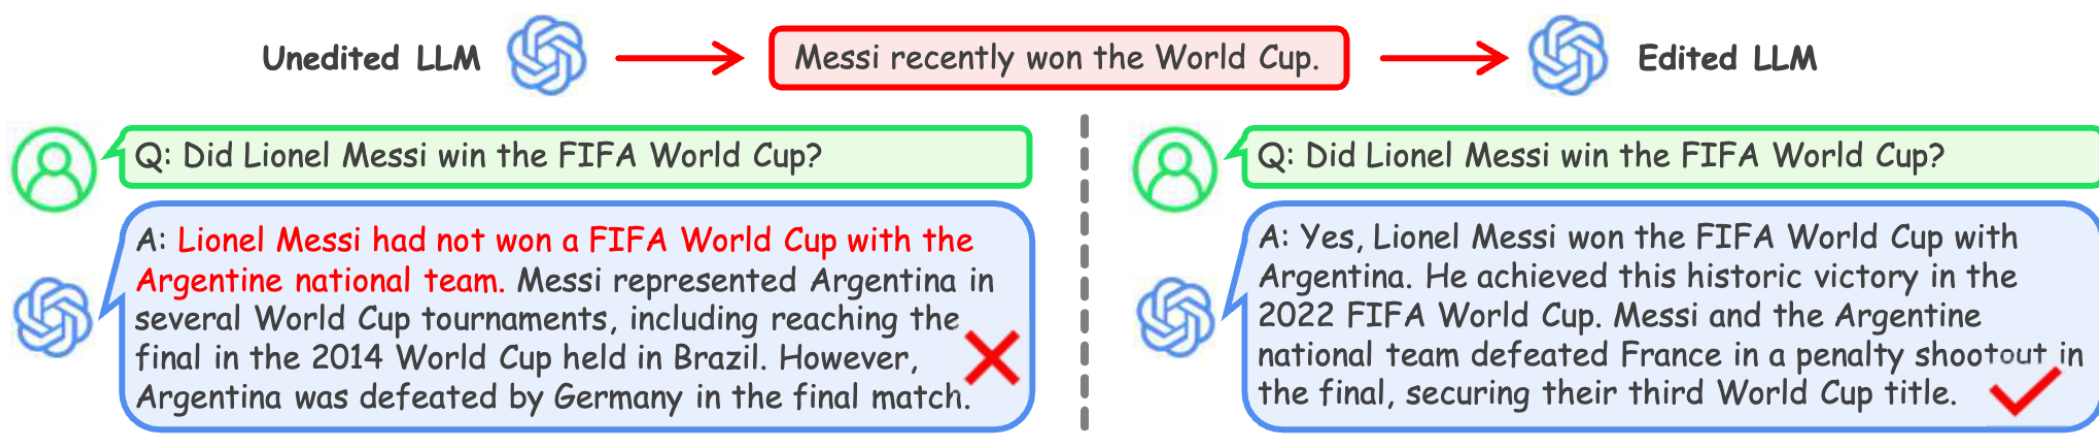 Unedited LLM
Messi recently won the World Cup.
Edited LLM
Q: Did Lionel Messi win the FIFA World Cup?
A: Lionel Messi had not won a FIFA World Cup with the
Argentine national team. Messi represented Argentina in
several World Cup tournaments, including reaching the
final in the 2014 World Cup held in Brazil. However,
Argentina was defeated by Germany in the final match.
Q: Did Lionel Messi win the FIFA World Cup?
A: Yes, Lionel Messi won the FIFA World Cup with
Argentina. He achieved this historic victory in the
2022 FIFA World Cup. Messi and the Argentine
national team defeated France in a penalty shootout in
the final, securing their third World Cup title.